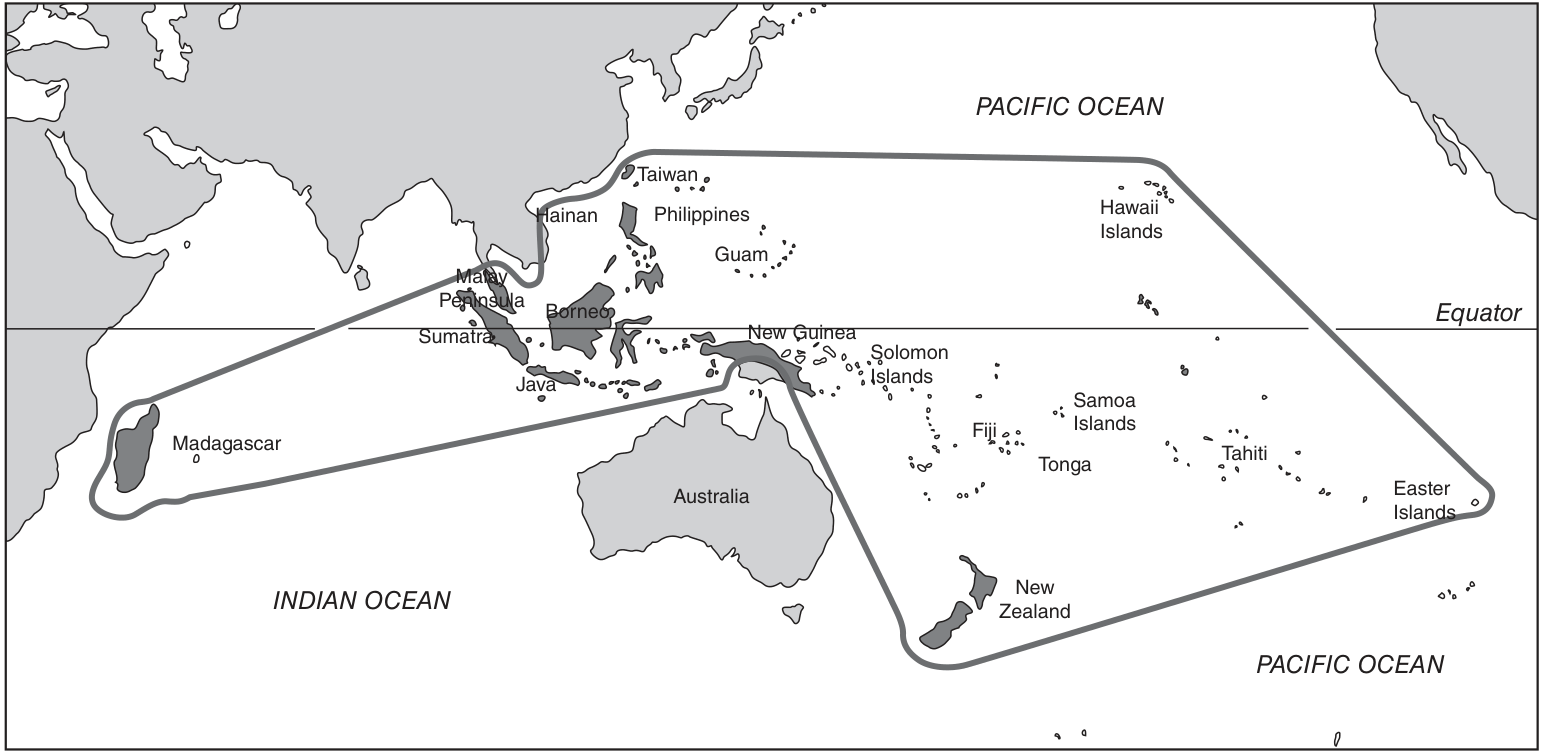 PACIFIC OCEAN
Taiwan
Hainan
Philippines
Hawaii
Islands
Guam
Malay
Peninsula
Borneo
Equator
Sumatra
New Guinea
Solomon
Islands
Java
Samoa
Islands
Fiji
Madagascar
Tahiti
Tonga
Australia
Easter
Islands
INDIAN OCEAN
New
Zealand
PACIFIC OCEAN